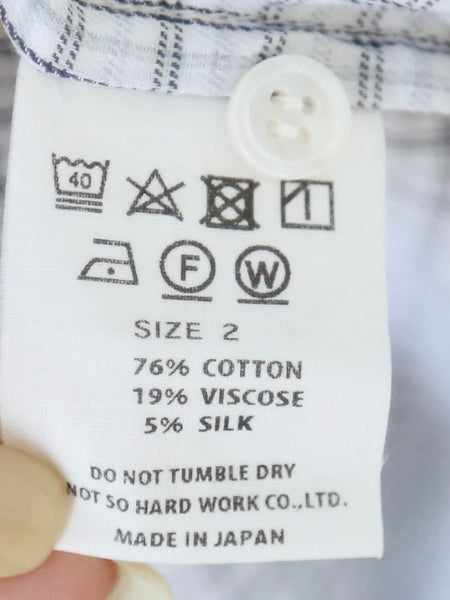 40
F W
SIZE 2
76% COTTON
19% VISCOSE
5% SILK
DO NOT TUMBLE DRY
NOT SO HARD WORK CO.,LTD.
MADE IN JAPAN